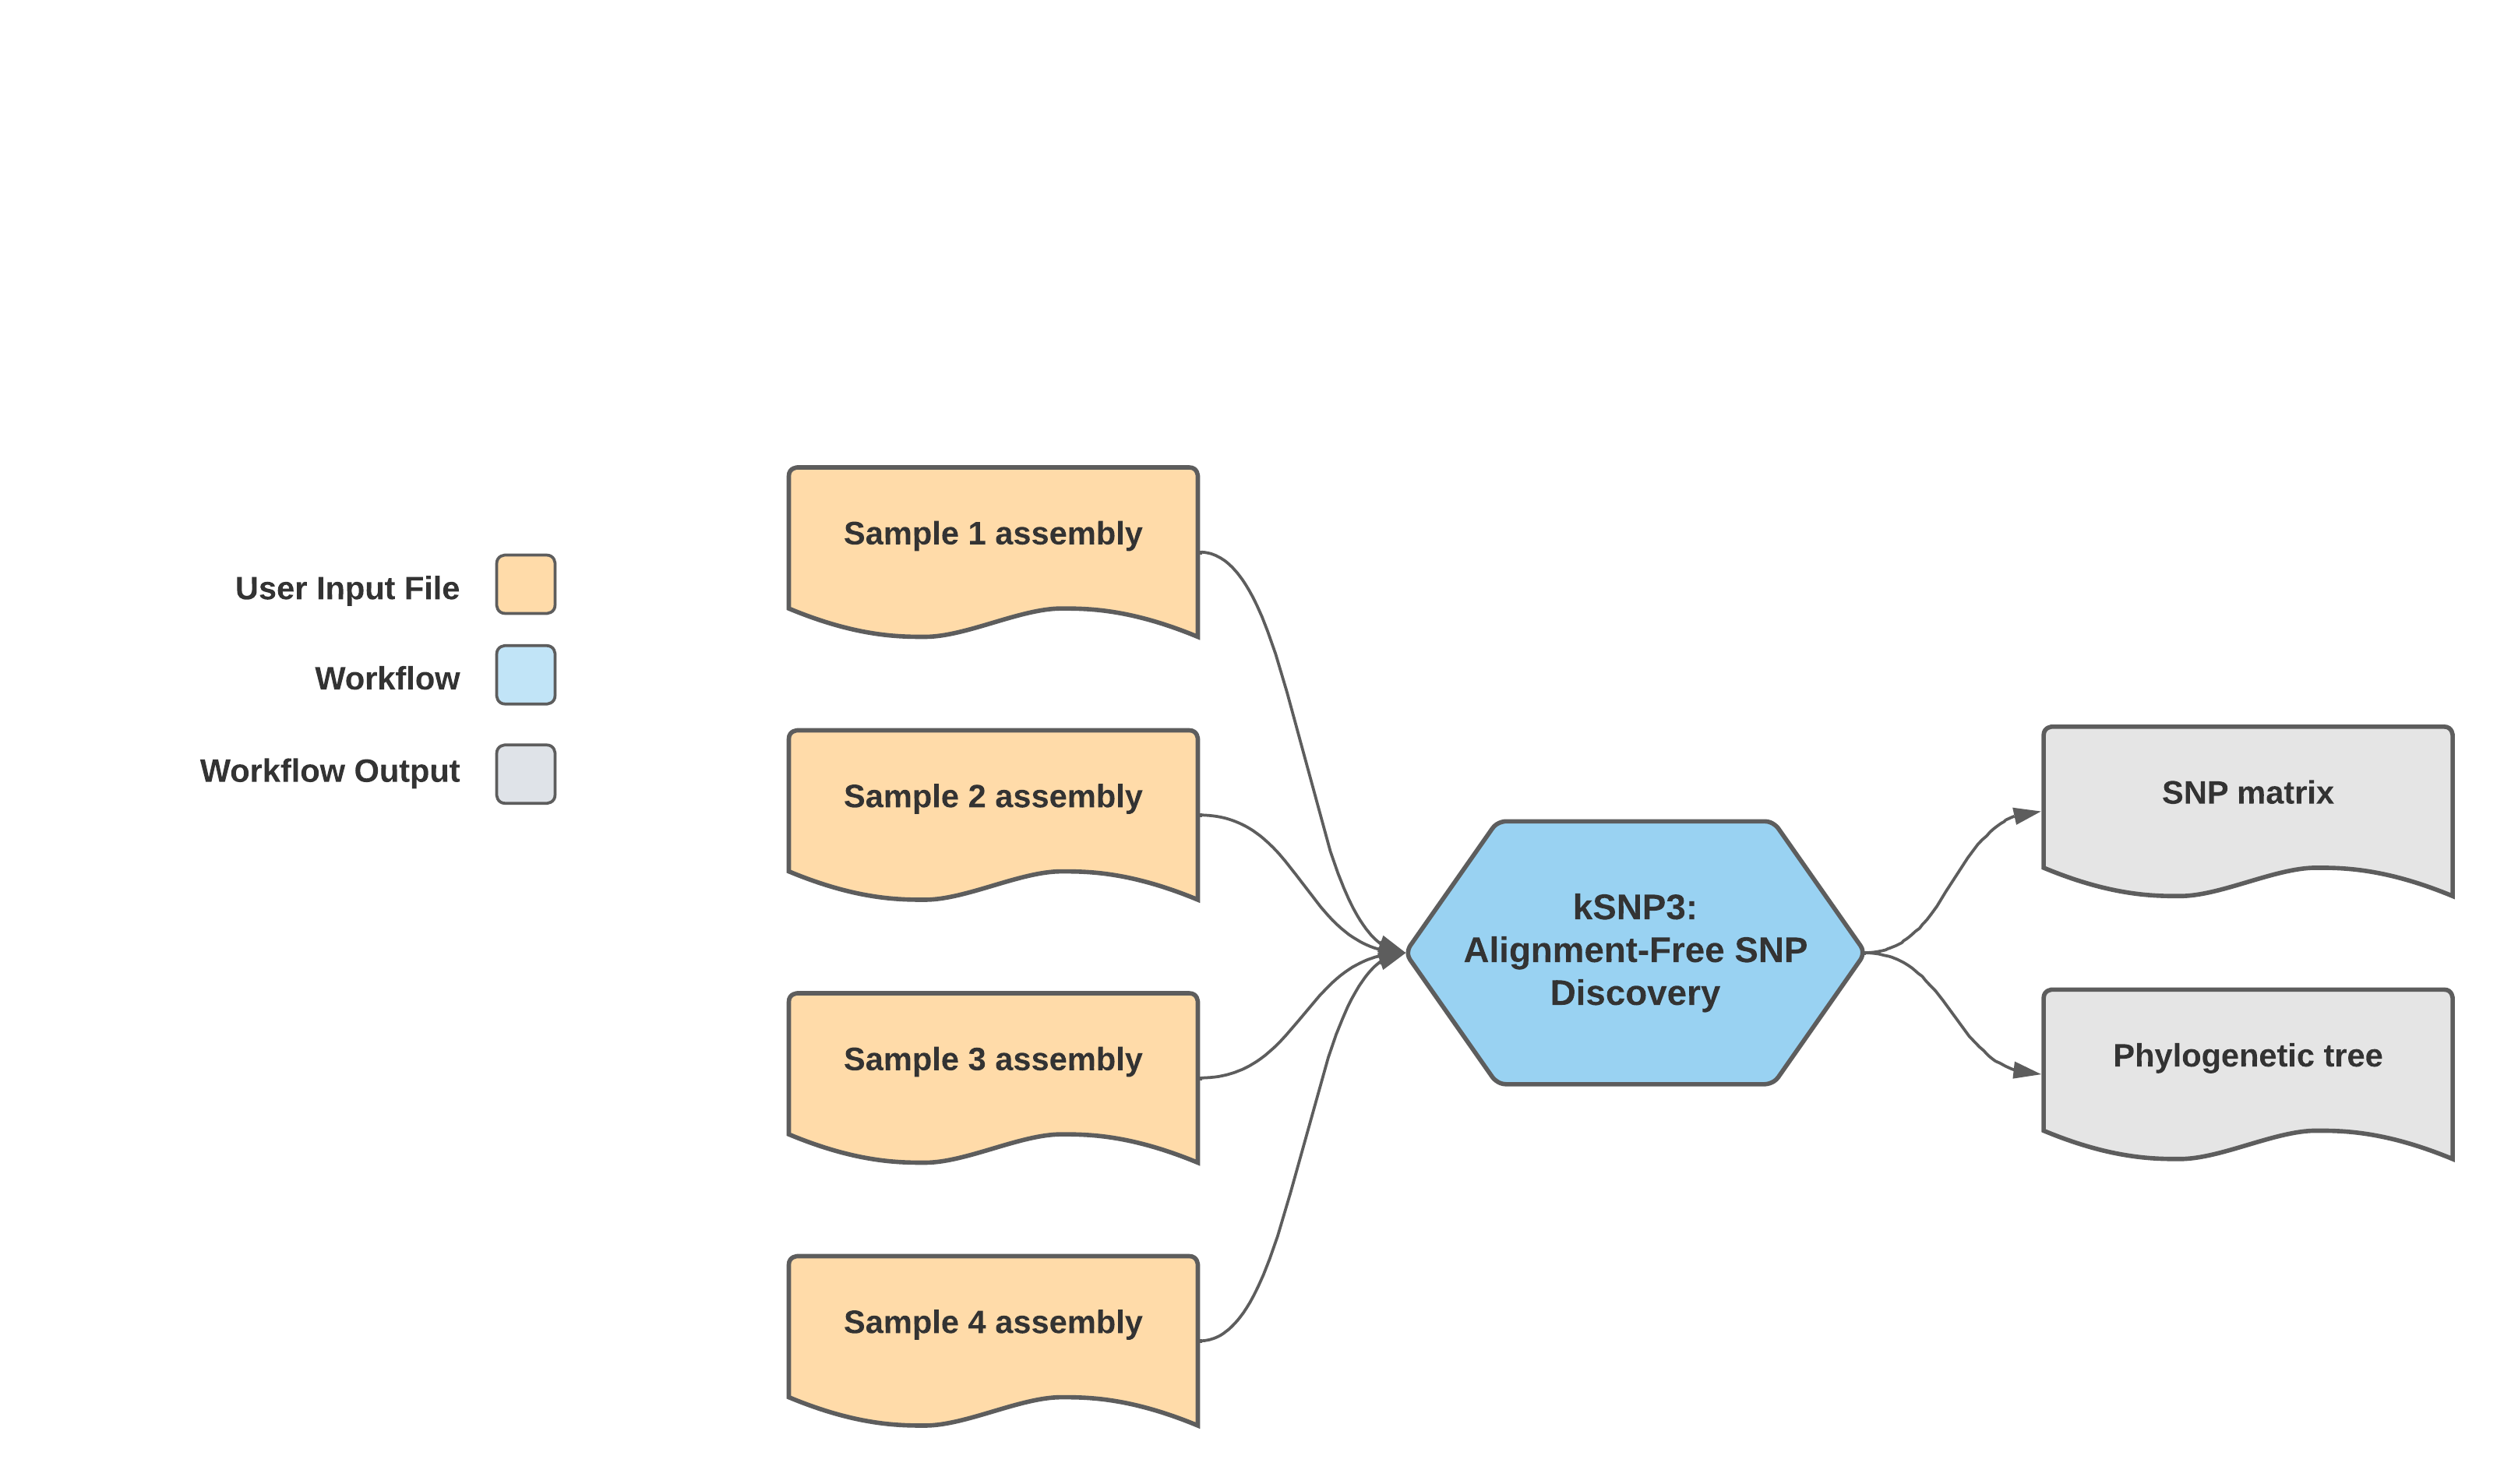 User Input File
Workflow
Workflow Output
Sample 1 assembly
Sample 2 assembly
Sample 3 assembly
Sample 4 assembly
kSNP3:
Alignment-Free SNP
Discovery
SNP matrix
Phylogenetic tree